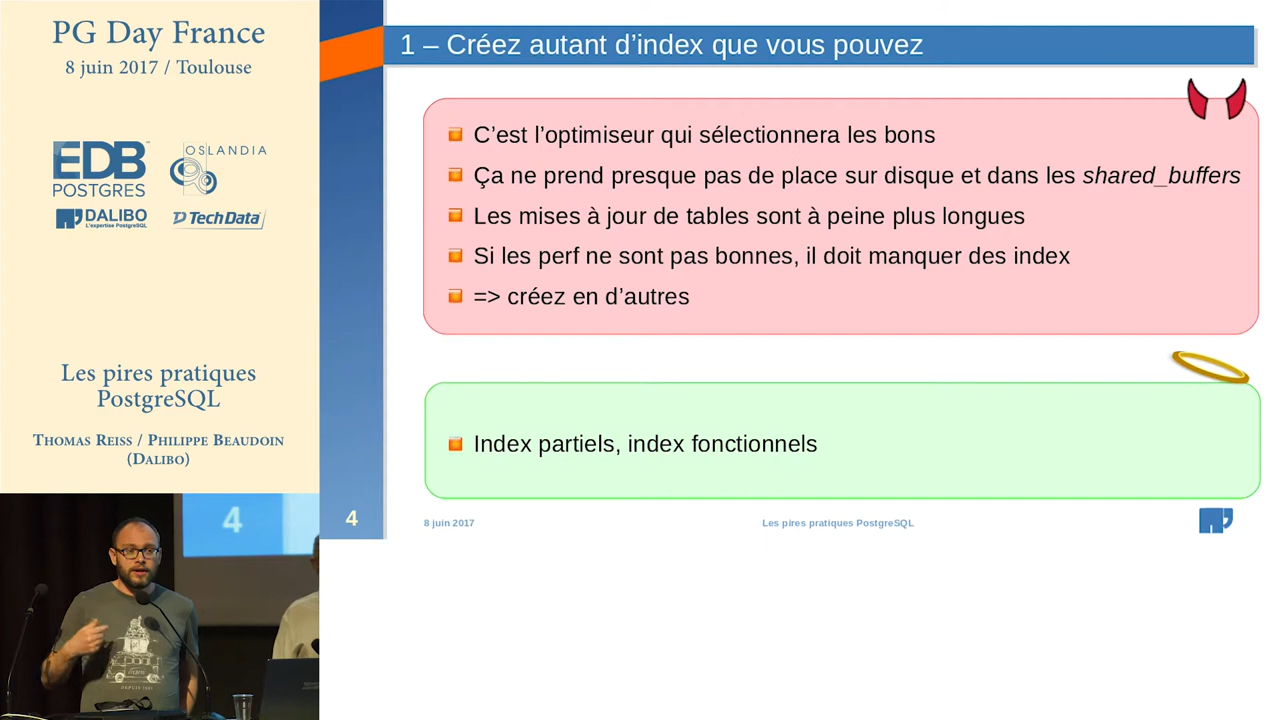 PG Day France
8 juin 2017 / Toulouse
EDB
POSTGRES
OSLANDIA
DALIBO
L'expertise PostgreSQL
TechData
Les pires pratiques
PostgreSQL
Thomas Reiss / Philippe Beaudoin
(Dalibo)
4
DEPUIS 1961
1 – Créez autant d’index que vous pouvez
C’est l’optimiseur qui sélectionnera les bons
Ça ne prend presque pas de place sur disque et dans les shared_buffers
Les mises à jour de tables sont à peine plus longues
Si les perf ne sont pas bonnes, il doit manquer des index
=> créez en d’autres
Index partiels, index fonctionnels
4
8 juin 2017
Les pires pratiques PostgreSQL